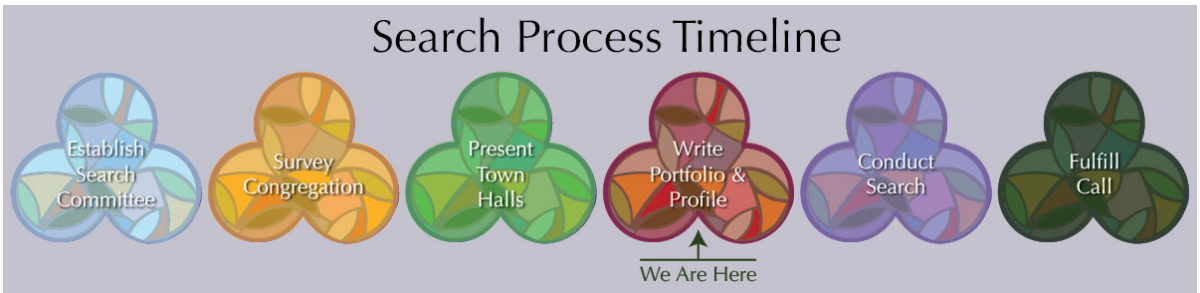 Search Process Timeline
Establish
Search
Committee
Survey
Congregation
Present
Town
Halls
Write
Portfolio &
Profile
Conduct
Search
Fulfill
Call
We Are Here